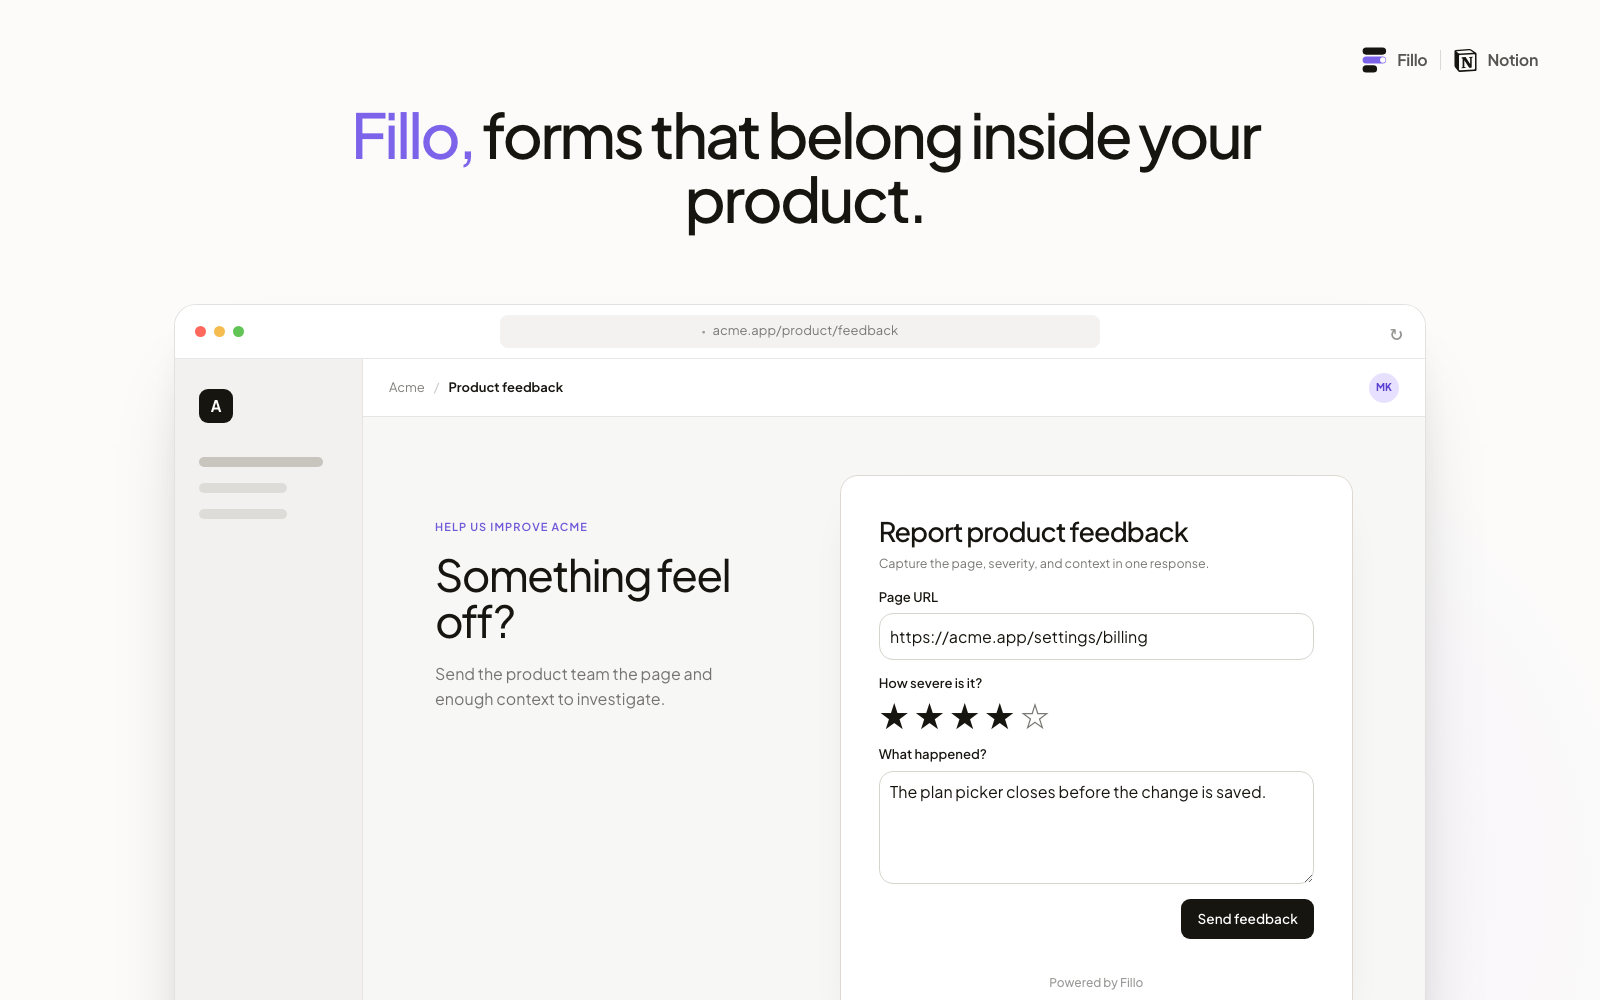 Fillo
Notion
Fillo, forms that belong inside your
product.
acme.app/product/feedback
A
Acme / Product feedback
MK
HELP US IMPROVE ACME
Something feel
off?
Send the product team the page and
enough context to investigate.
Report product feedback
Capture the page, severity, and context in one response.
Page URL
https://acme.app/settings/billing
How severe is it?
What happened?
The plan picker closes before the change is saved.
Send feedback
Powered by Fillo